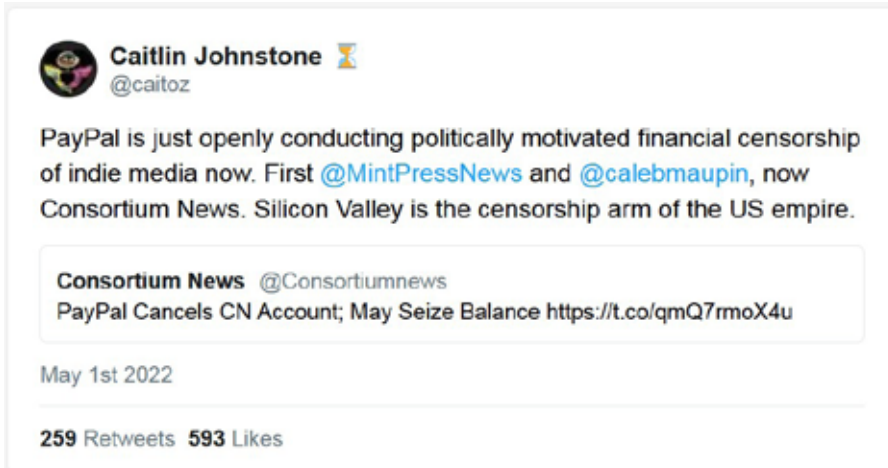 Caitlin Johnstone ⏳
@caitoz
PayPal is just openly conducting politically motivated financial censorship
of indie media now. First @MintPressNews and @calebmaupin, now
Consortium News. Silicon Valley is the censorship arm of the US empire.
Consortium News @Consortiumnews
PayPal Cancels CN Account; May Seize Balance https://t.co/qmQ7rmoX4u
May 1st 2022
259 Retweets 593 Likes